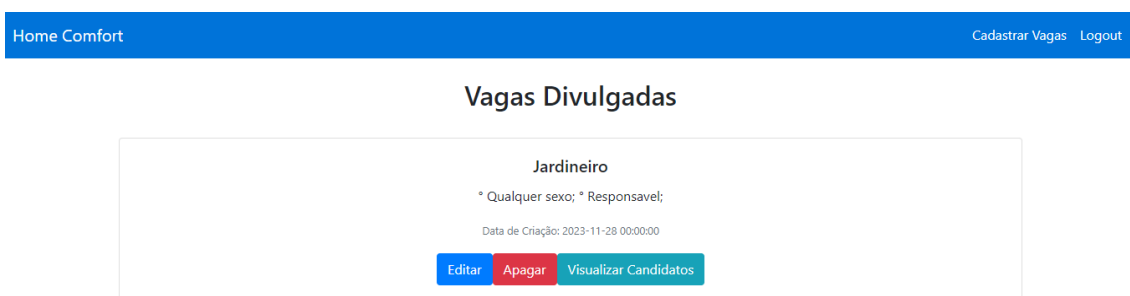 Home Comfort Cadastrar Vagas Logout
Vagas Divulgadas
Jardineiro
° Qualquer sexo; ° Responsavel;
Data de Criação: 2023-11-28 00:00:00
Editar Apagar Visualizar Candidatos